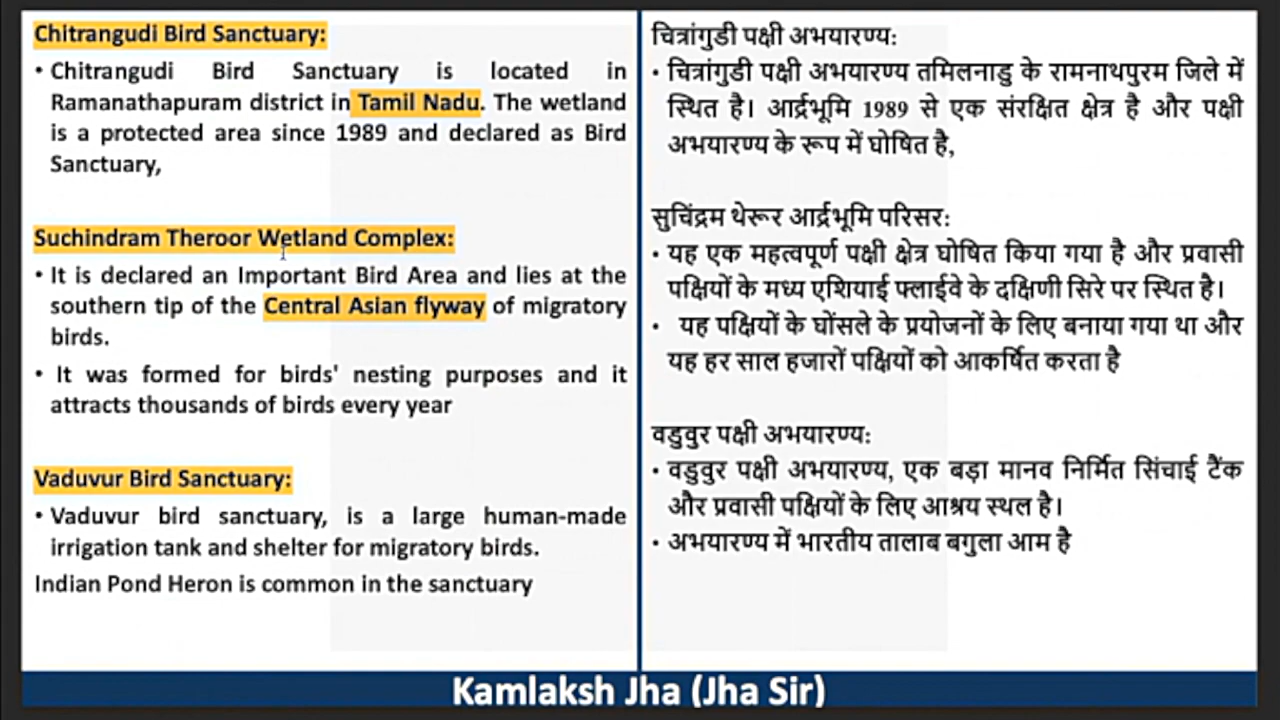 Chitrangudi Bird Sanctuary:
• Chitrangudi Bird Sanctuary is located in
Ramanathapuram district in Tamil Nadu. The wetland
is a protected area since 1989 and declared as Bird
Sanctuary,
Suchindram Theroor Wetland Complex:
• It is declared an Important Bird Area and lies at the
southern tip of the Central Asian flyway of migratory
birds.
• It was formed for birds' nesting purposes and it
attracts thousands of birds every year
Vaduvur Bird Sanctuary:
• Vaduvur bird sanctuary, is a large human-made
irrigation tank and shelter for migratory birds.
Indian Pond Heron is common in the sanctuary
चित्रांगुडी पक्षी अभयारण्य:
• चित्रांगुडी पक्षी अभयारण्य तमिलनाडु के रामनाथपुरम जिले में
स्थित है। आर्द्रभूमि 1989 से एक संरक्षित क्षेत्र है और पक्षी
अभयारण्य के रूप में घोषित है,
सुचिंद्रम थेरूर आर्द्रभूमि परिसर:
• यह एक महत्वपूर्ण पक्षी क्षेत्र घोषित किया गया है और प्रवासी
पक्षियों के मध्य एशियाई फ्लाईवे के दक्षिणी सिरे पर स्थित है।
• यह पक्षियों के घोंसले के प्रयोजनों के लिए बनाया गया था और
यह हर साल हजारों पक्षियों को आकर्षित करता है
वडुवुर पक्षी अभयारण्य:
• वडुवुर पक्षी अभयारण्य, एक बड़ा मानव निर्मित सिंचाई टैंक
और प्रवासी पक्षियों के लिए आश्रय स्थल है।
• अभयारण्य में भारतीय तालाब बगुला आम है
Kamlaksh Jha (Jha Sir)